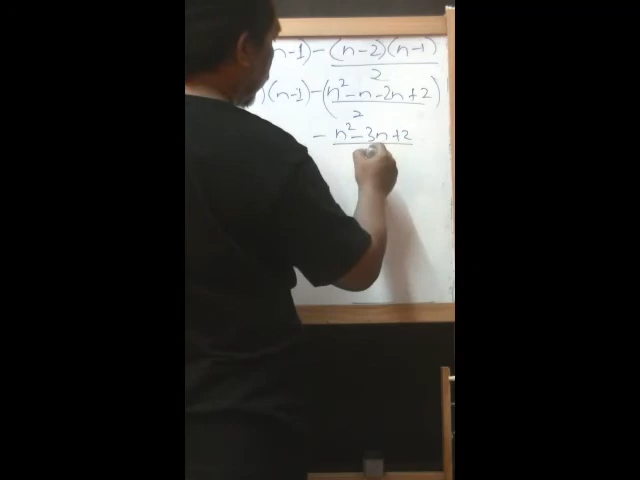 n-1) - (n-2)(n-1)
2
)(n-1) - (n² - n - 2n + 2)
2
- n² - 3n + 2